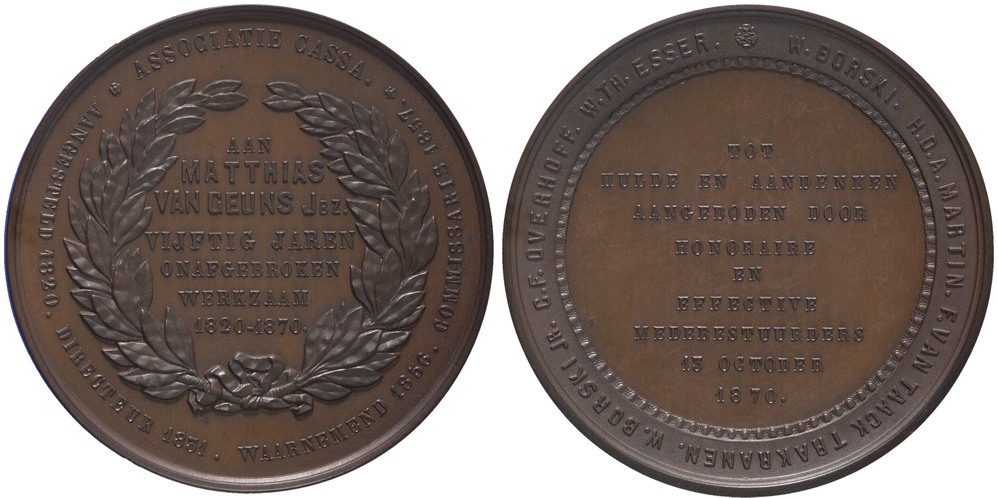 ASSOCIATIE CASSA.
AANGESTELD 1820. DIRECTEUR 1831. WAARNEMEND 1856. COMMISSARIS 1857.
AAN
MATTHIAS
VAN GEUNS JBZ.
VIJFTIG JAREN
ONAFGEBROKEN
WERKZAAM
1820-1870.
W. BORSKI. H.D.A. MARTIN. F. VAN TAACK TRAKRANEN. W. BORSKI JR. C.F. OVERHOFF. W.TH. ESSER.
TOT
HULDE EN AANDENKEN
AANGEBODEN DOOR
HONORAIRE
EN
EFFECTIVE
MEDEBESTUURDERS
13 OCTOBER
1870.